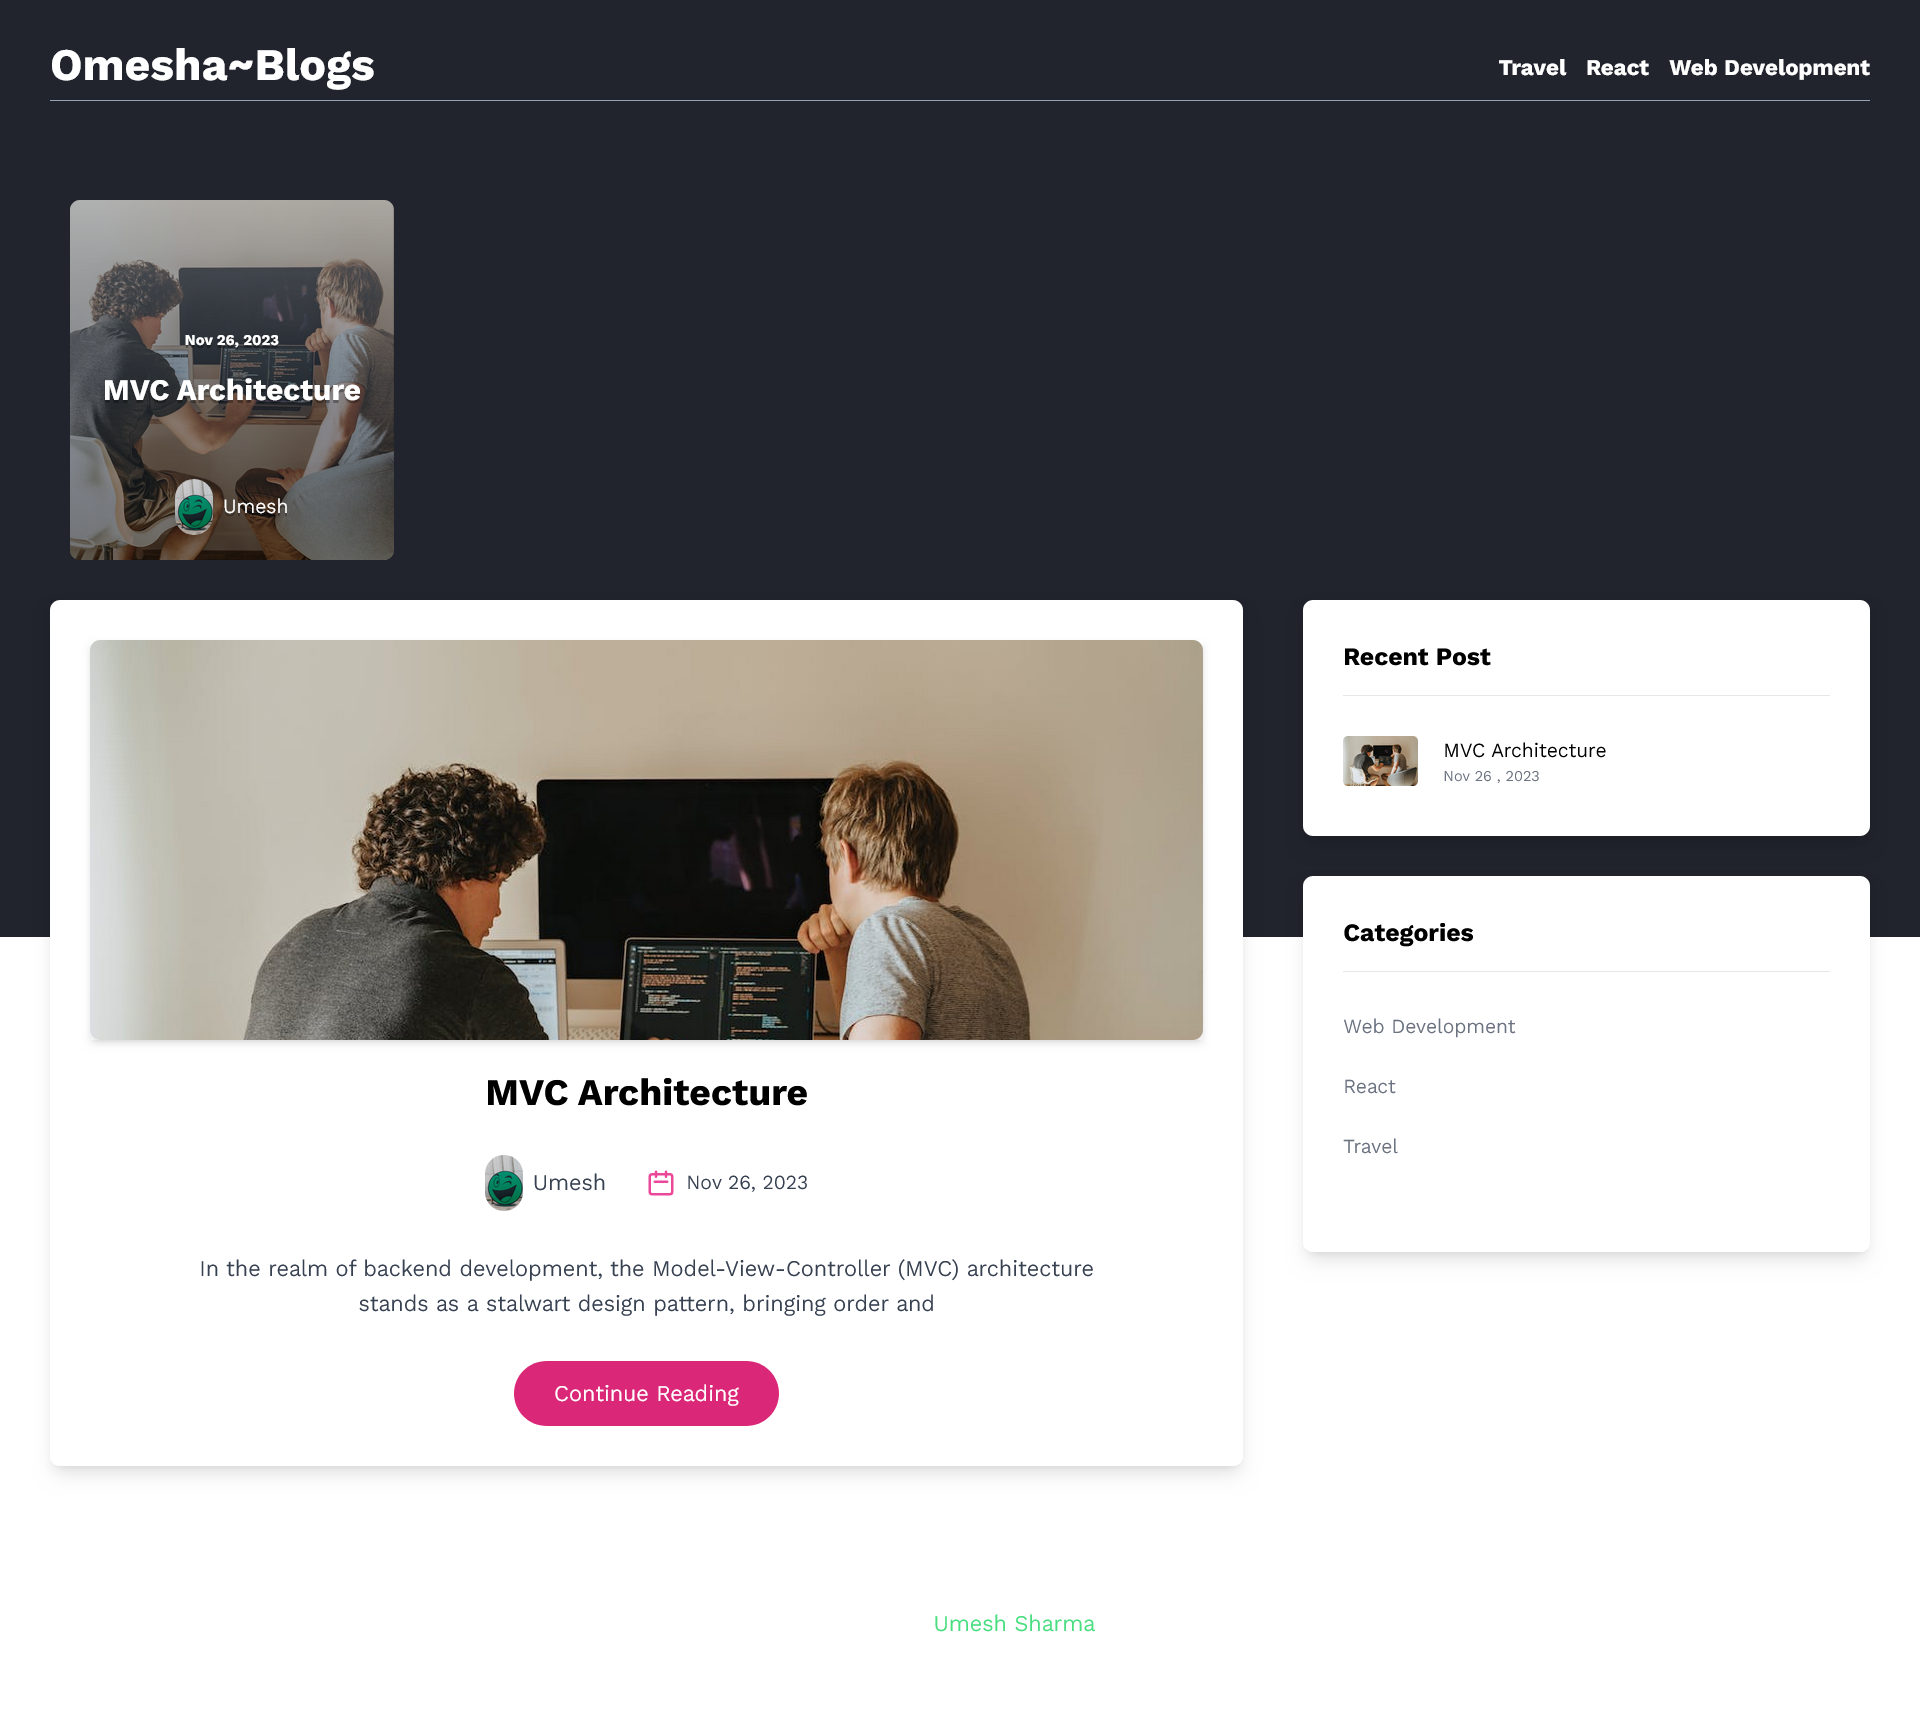 Omesha~Blogs
Travel React Web Development
Nov 26, 2023
MVC Architecture
Umesh
MVC Architecture
Umesh
Nov 26, 2023
In the realm of backend development, the Model-View-Controller (MVC) architecture
stands as a stalwart design pattern, bringing order and
Continue Reading
Recent Post
MVC Architecture
Nov 26 , 2023
Categories
Web Development
React
Travel
Umesh Sharma